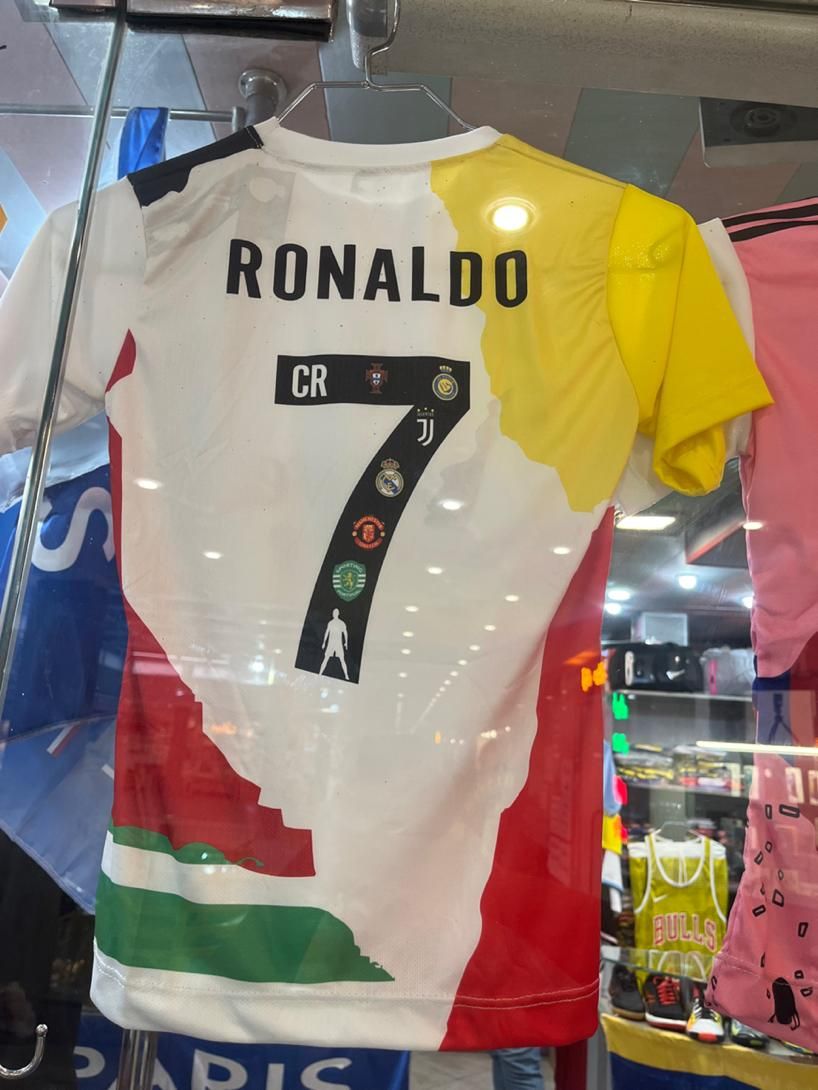 RONALDO
CR
7
BULLS
PARIS